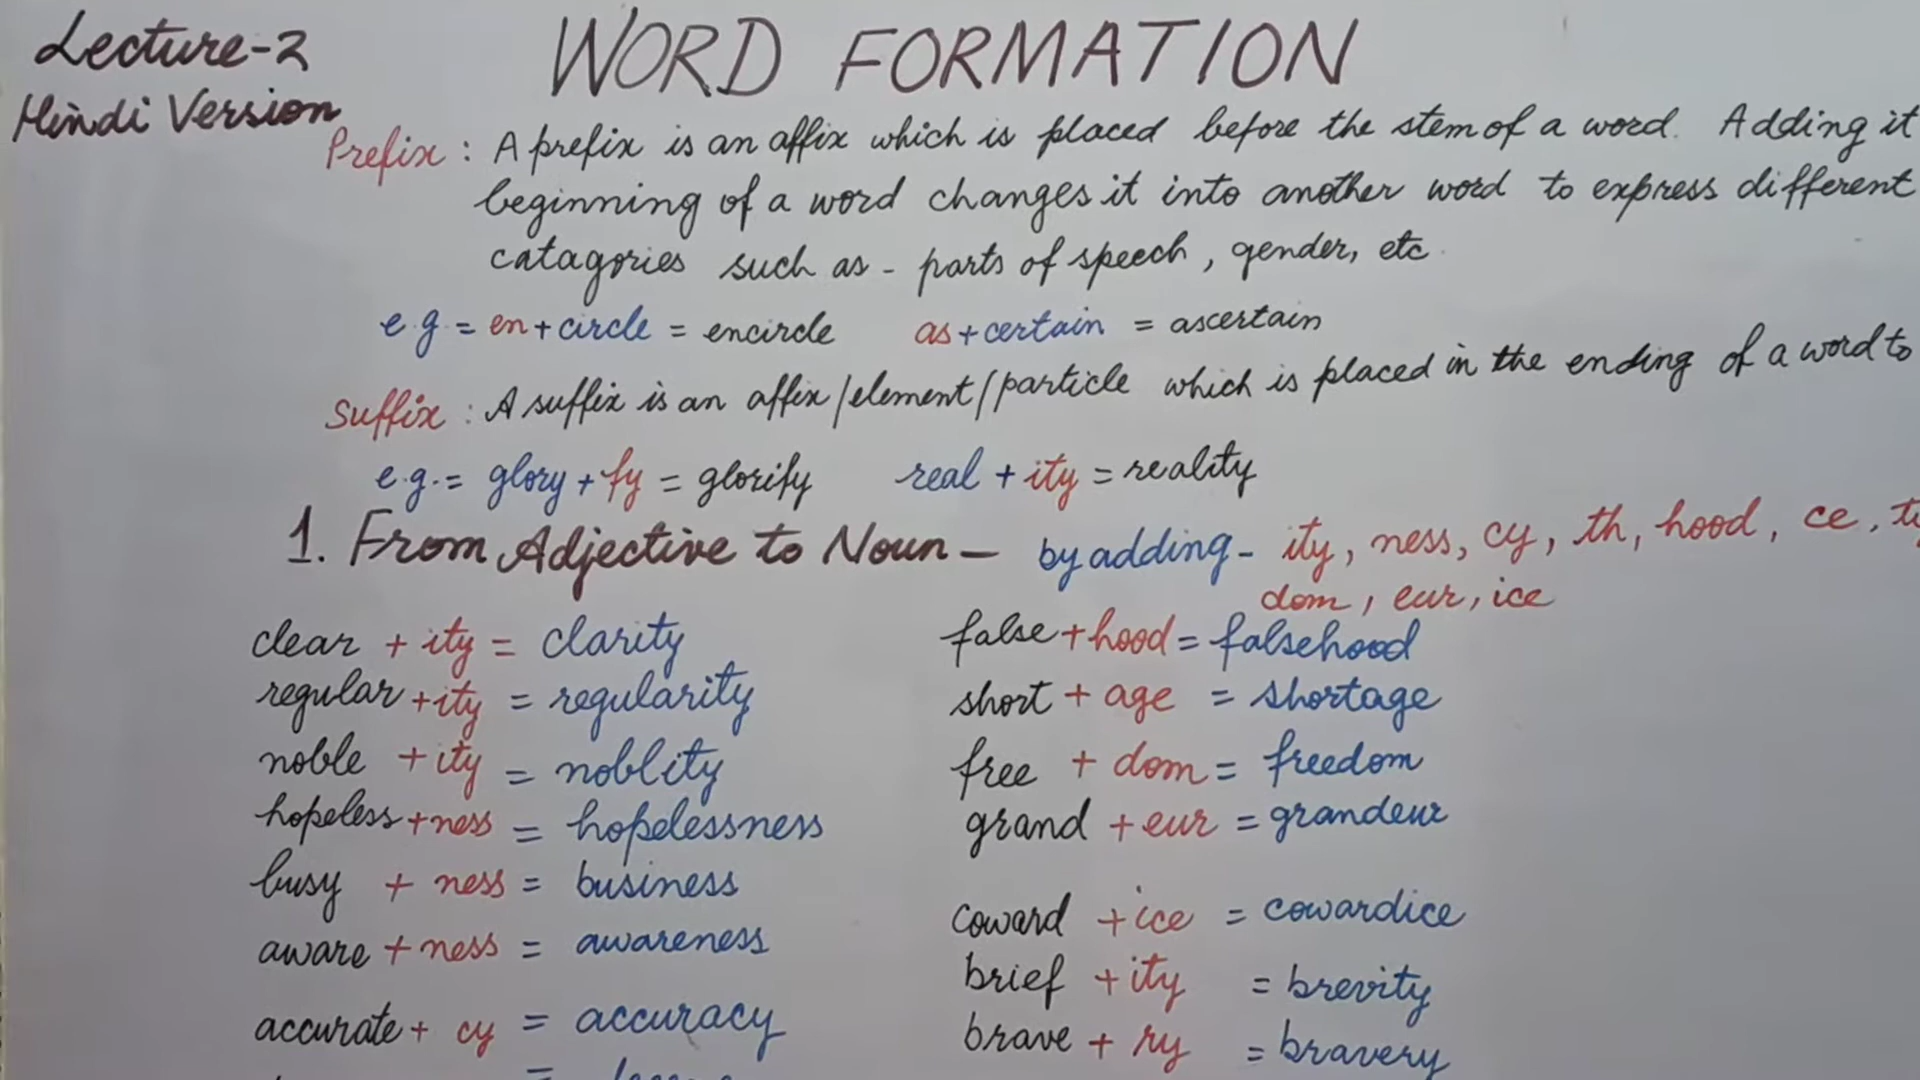 Lecture-2
WORD FORMATION
Hindi Version
Prefix : A prefix is an affix which is placed before the stem of a word. Adding it
beginning of a word changes it into another word to express different
catagories such as - parts of speech, gender, etc.
e.g = en + circle = encircle as + certain = ascertain
Suffix : A suffix is an affix/element/particle which is placed in the ending of a word to
e.g. = glory + fy = glorify real + ity = reality
1. From Adjective to Noun - by adding - ity, ness, cy, th, hood, ce,
dom, eur, ice
clear + ity = clarity
regular + ity = regularity
noble + ity = noblity
hopeless + ness = hopelessness
busy + ness = business
aware + ness = awareness
accurate + cy = accuracy
=
false + hood = falsehood
short + age = shortage
free + dom = freedom
grand + eur = grandeur
coward + ice = cowardice
brief + ity = brevity
brave + ry = bravery